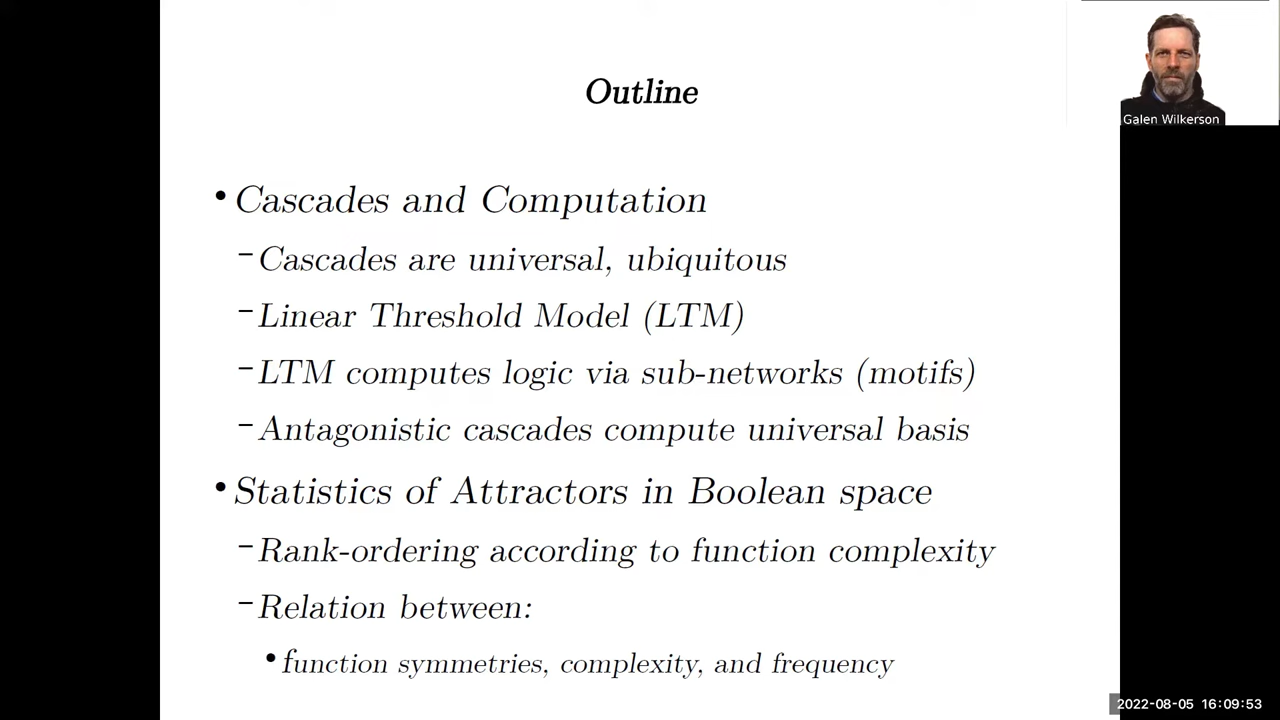 Outline
Galen Wilkerson
• Cascades and Computation
– Cascades are universal, ubiquitous
– Linear Threshold Model (LTM)
– LTM computes logic via sub-networks (motifs)
– Antagonistic cascades compute universal basis
• Statistics of Attractors in Boolean space
– Rank-ordering according to function complexity
– Relation between:
• function symmetries, complexity, and frequency
2022-08-05 16:09:53